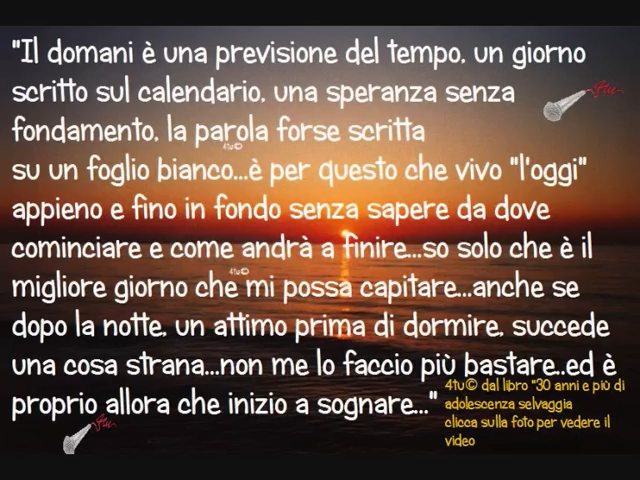 "Il domani è una previsione del tempo, un giorno
scritto sul calendario, una speranza senza
fondamento, la parola forse scritta
4tu©
su un foglio bianco...è per questo che vivo "l'oggi"
appieno e fino in fondo senza sapere da dove
cominciare e come andrà a finire...so solo che è il
4tu©
migliore giorno che mi possa capitare...anche se
dopo la notte, un attimo prima di dormire, succede
una cosa strana...non me lo faccio più bastare..ed è
proprio allora che inizio a sognare..."
4tu© dal libro "30 anni e più di
adolescenza selvaggia
clicca sulla foto per vedere il
video